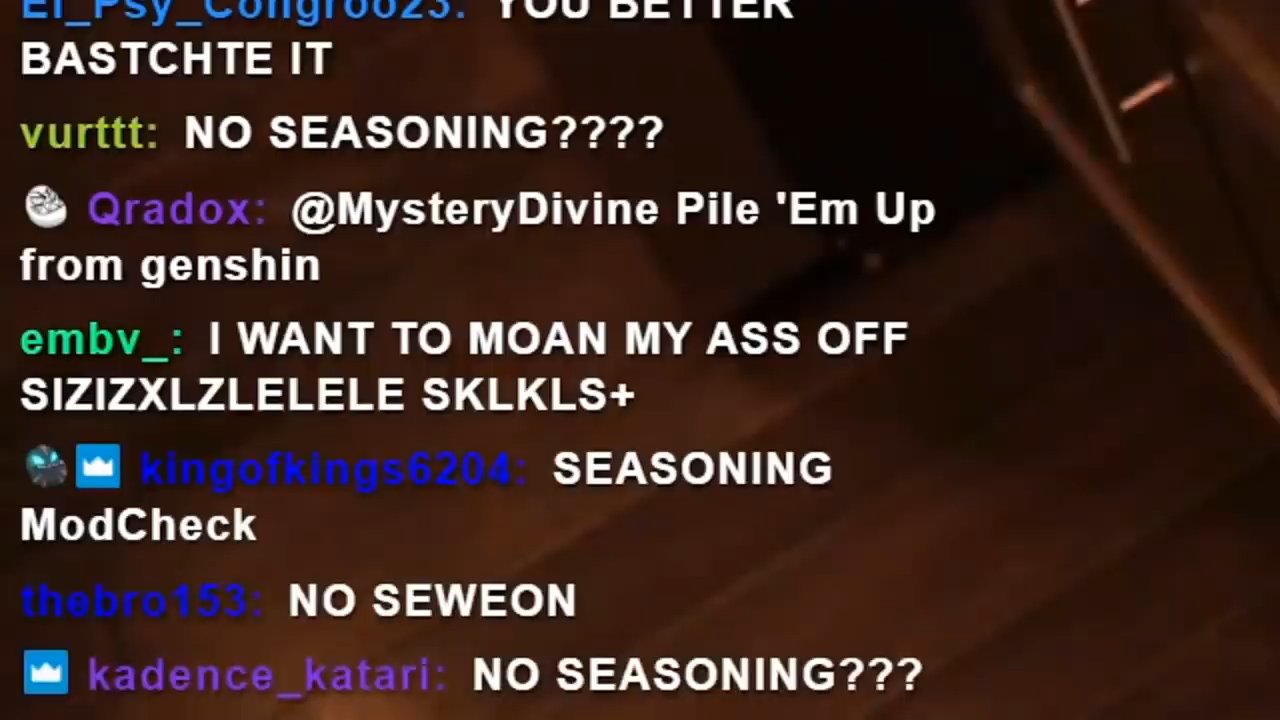 El_Psy_Congroo23: YOU BETTER
BASTCHTE IT
vurttt: NO SEASONING????
Qradox: @MysteryDivine Pile 'Em Up
from genshin
embv_: I WANT TO MOAN MY ASS OFF
SIZIZXLZLELELE SKLKLS+
kingofkings6204: SEASONING
ModCheck
thebro153: NO SEWEON
kadence_katari: NO SEASONING???